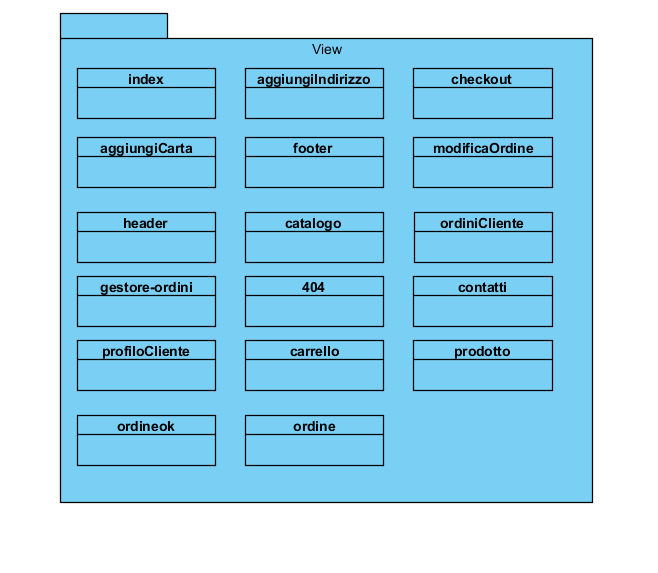 View
index
aggiungiIndirizzo
checkout
aggiungiCarta
footer
modificaOrdine
header
catalogo
ordiniCliente
gestore-ordini
404
contatti
profiloCliente
carrello
prodotto
ordineok
ordine